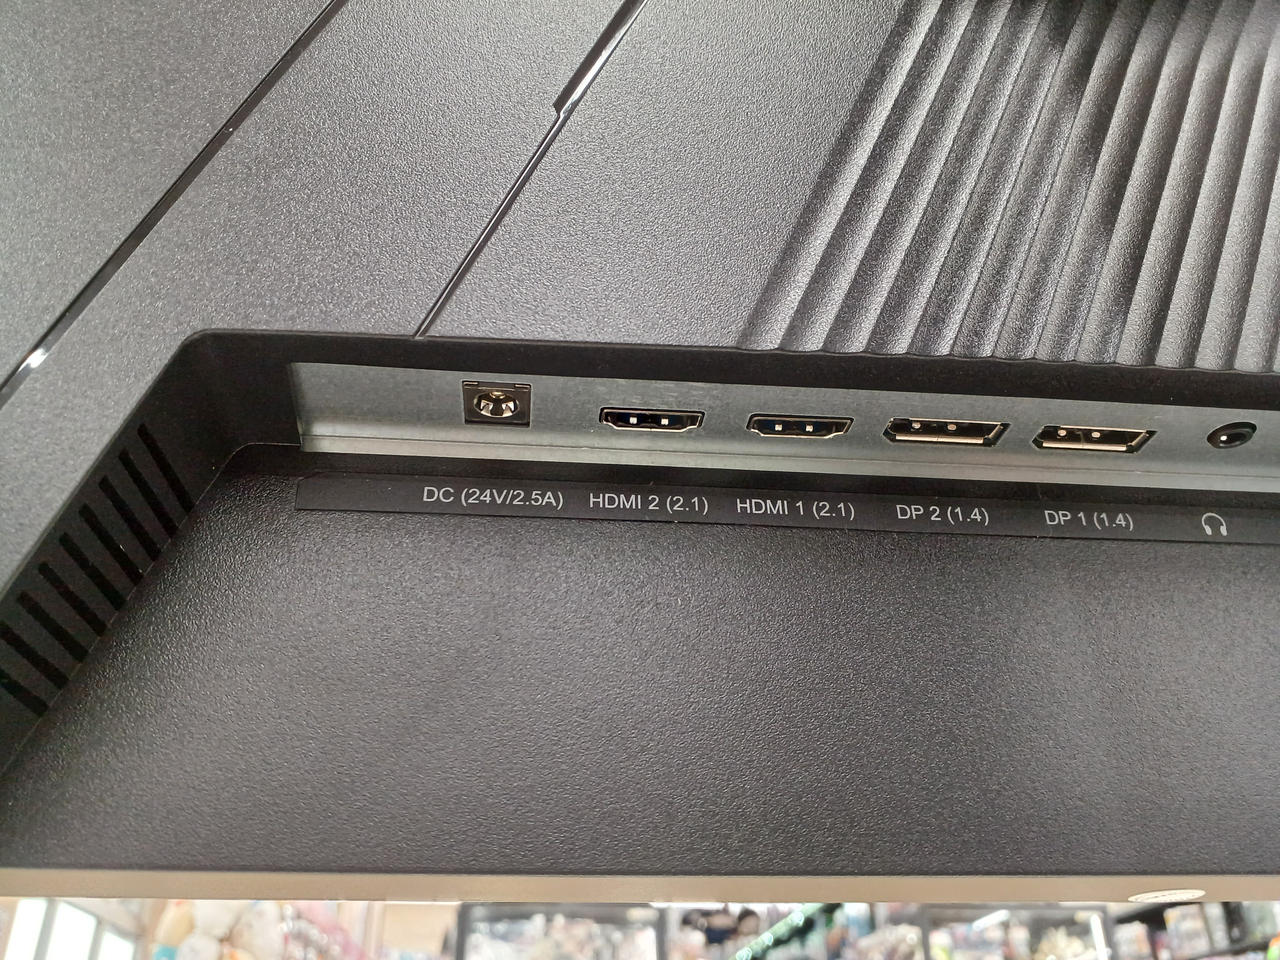 DC (24V/2.5A) HDMI 2 (2.1) HDMI 1 (2.1) DP 2 (1.4) DP 1 (1.4)